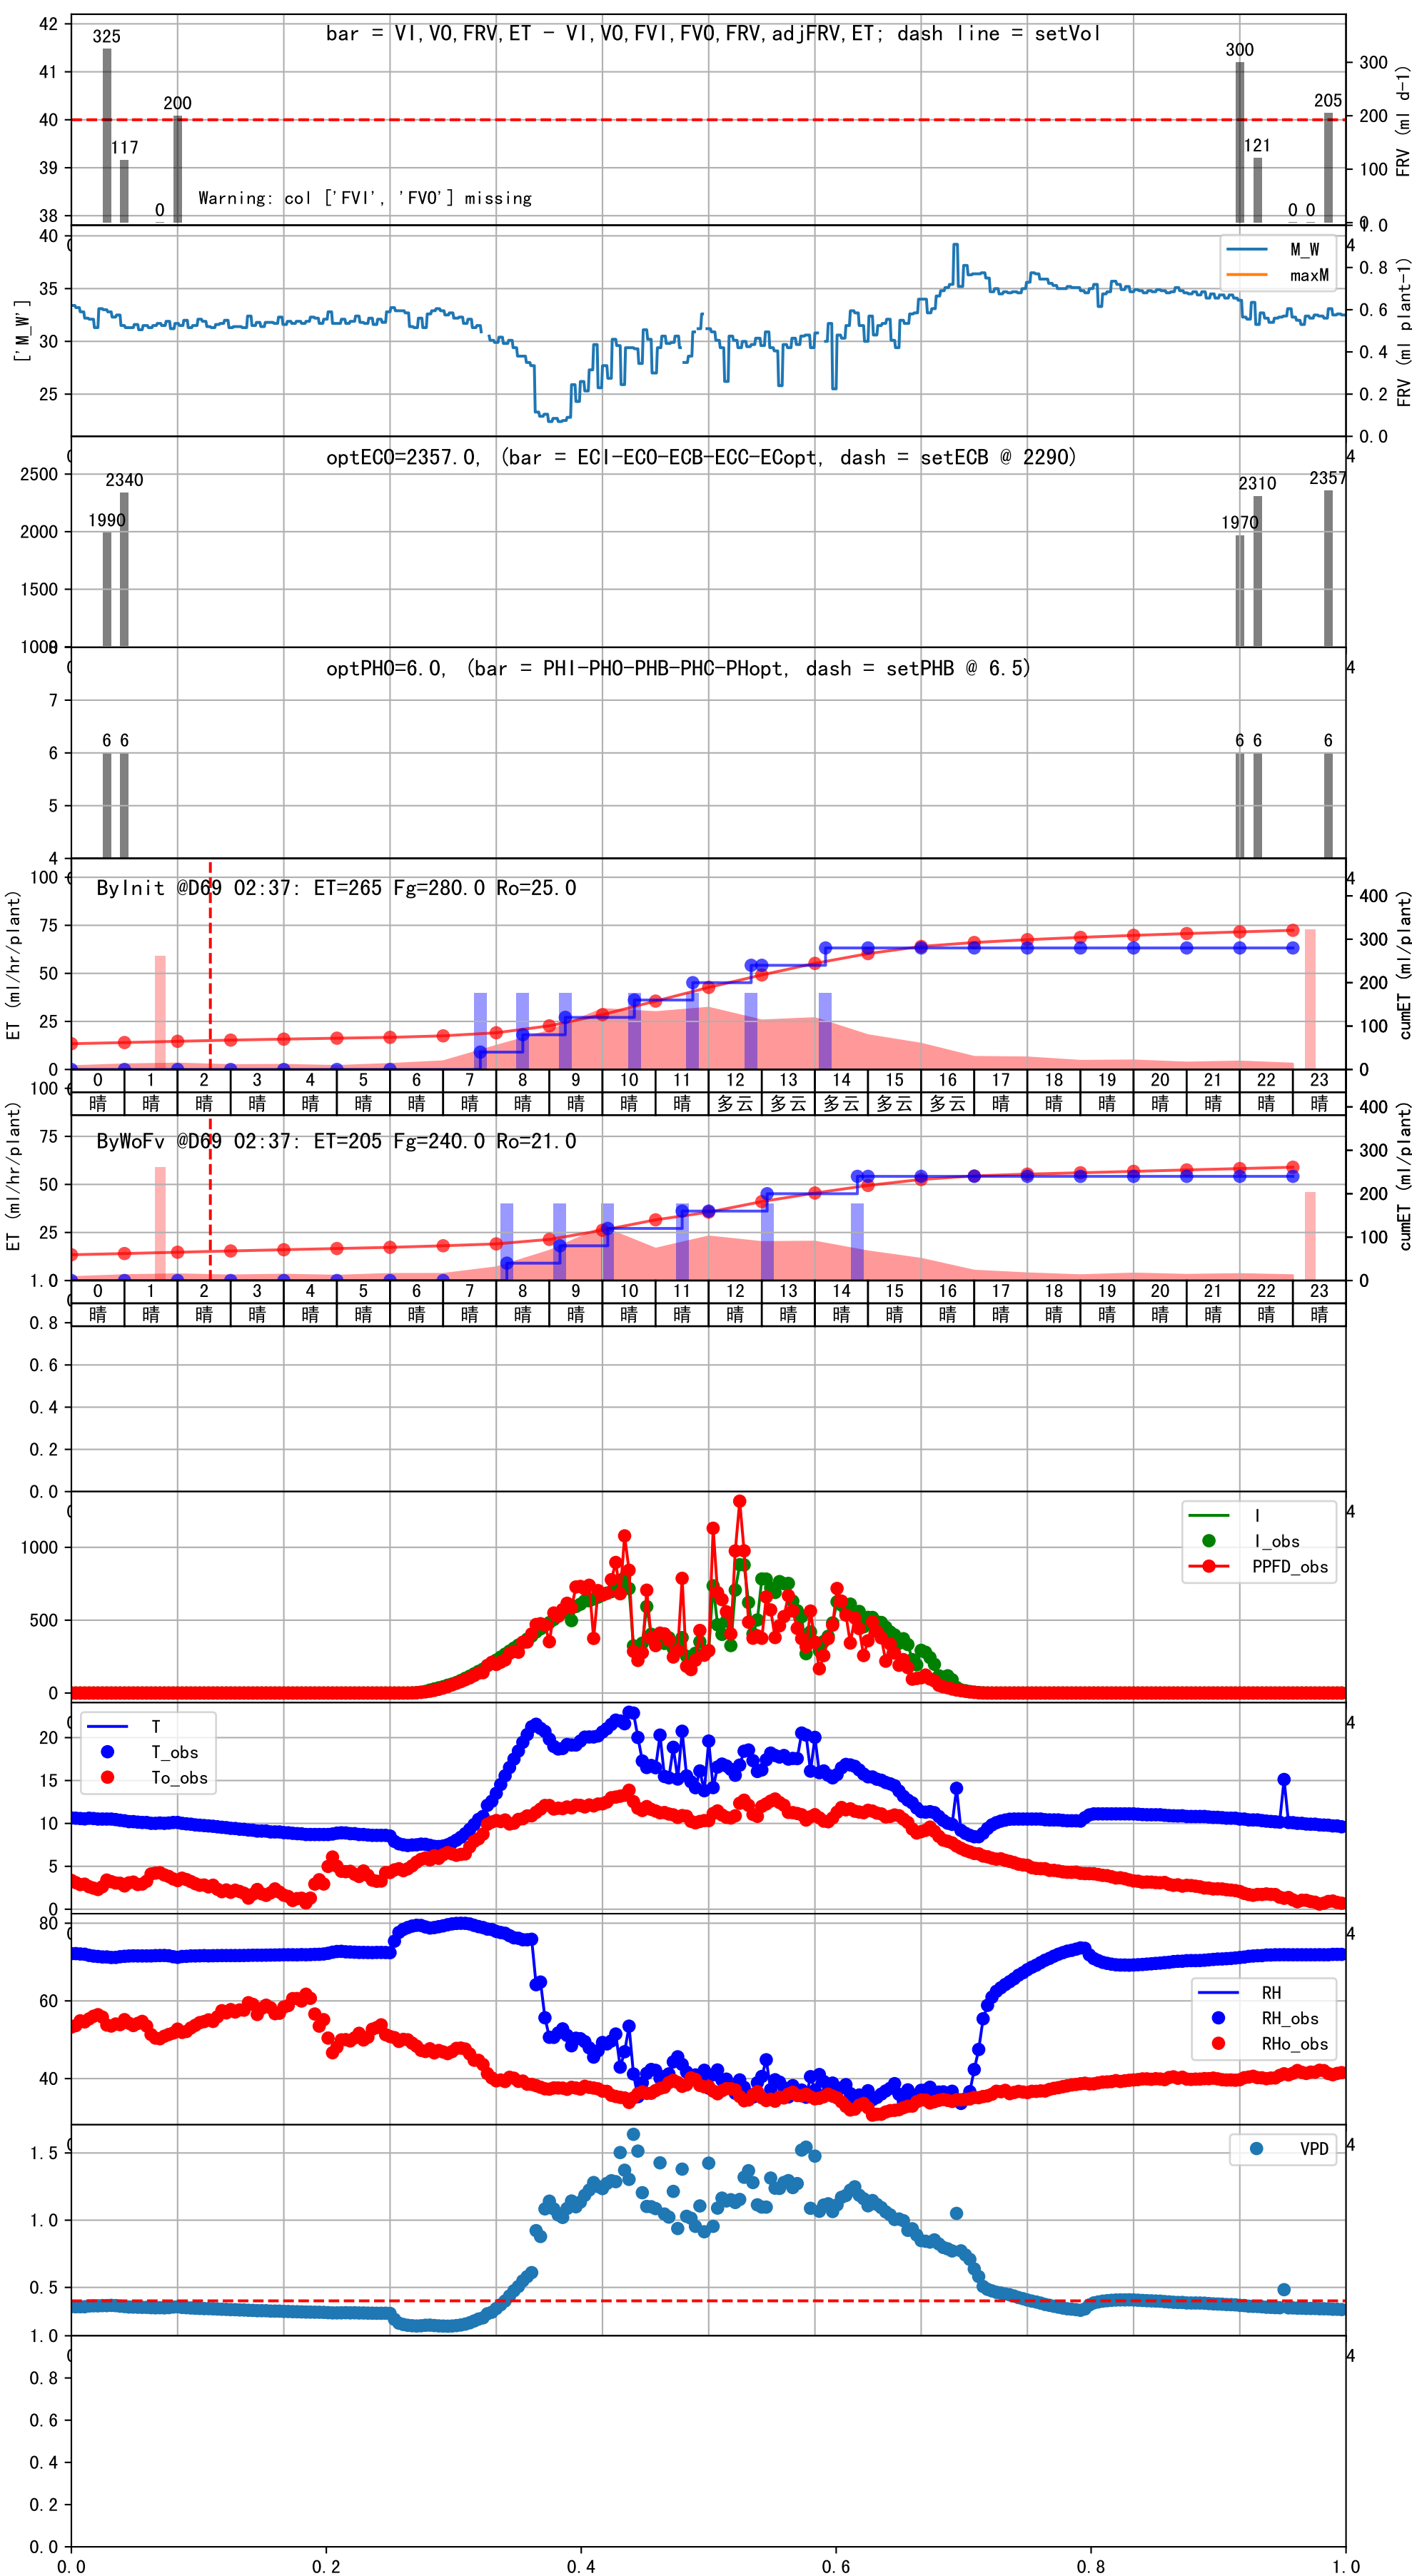 bar = VI,VO,FRV,ET - VI,VO,FVI,FVO,FRV,adjFRV,ET; dash line = setVol
325
117
0
200
300
121
0 0
205
Warning: col ['FVI', 'FVO'] missing
42
41
40
39
38
300
200
100
FRV (ml d-1)
['M_W']
40
35
30
25
M_W
maxM
1.0
0.8
0.6
0.4
0.2
0.0
FRV (ml plant-1)
optECO=2357.0, (bar = ECI-ECO-ECB-ECC-ECopt, dash = setECB @ 2290)
2500
2000
1500
1000
1990
2340
1970
2310
2357
optPHO=6.0, (bar = PHI-PHO-PHB-PHC-PHopt, dash = setPHB @ 6.5)
7
6
5
4
6 6
6 6
6
ByInit @D69 02:37: ET=265 Fg=280.0 Ro=25.0
ET (ml/hr/plant)
100
75
50
25
0
400
300
200
100
0
cumET (ml/plant)
0 1 2 3 4 5 6 7 8 9 10 11 12 13 14 15 16 17 18 19 20 21 22 23
晴 晴 晴 晴 晴 晴 晴 晴 晴 晴 晴 晴 多云 多云 多云 多云 多云 晴 晴 晴 晴 晴 晴 晴
ByWoFv @D69 02:37: ET=205 Fg=240.0 Ro=21.0
ET (ml/hr/plant)
100
75
50
25
400
300
200
100
0
cumET (ml/plant)
0 1 2 3 4 5 6 7 8 9 10 11 12 13 14 15 16 17 18 19 20 21 22 23
晴 晴 晴 晴 晴 晴 晴 晴 晴 晴 晴 晴 多云 多云 多云 多云 多云 晴 晴 晴 晴 晴 晴 晴
1.0
0.8
0.6
0.4
0.2
0.0
1000
500
0
I
I_obs
PPFD_obs
20
15
10
5
0
T
T_obs
To_obs
80
60
40
RH
RH_obs
RHo_obs
1.5
1.0
0.5
VPD
1.0
0.8
0.6
0.4
0.2
0.0
0.0 0.2 0.4 0.6 0.8 1.0